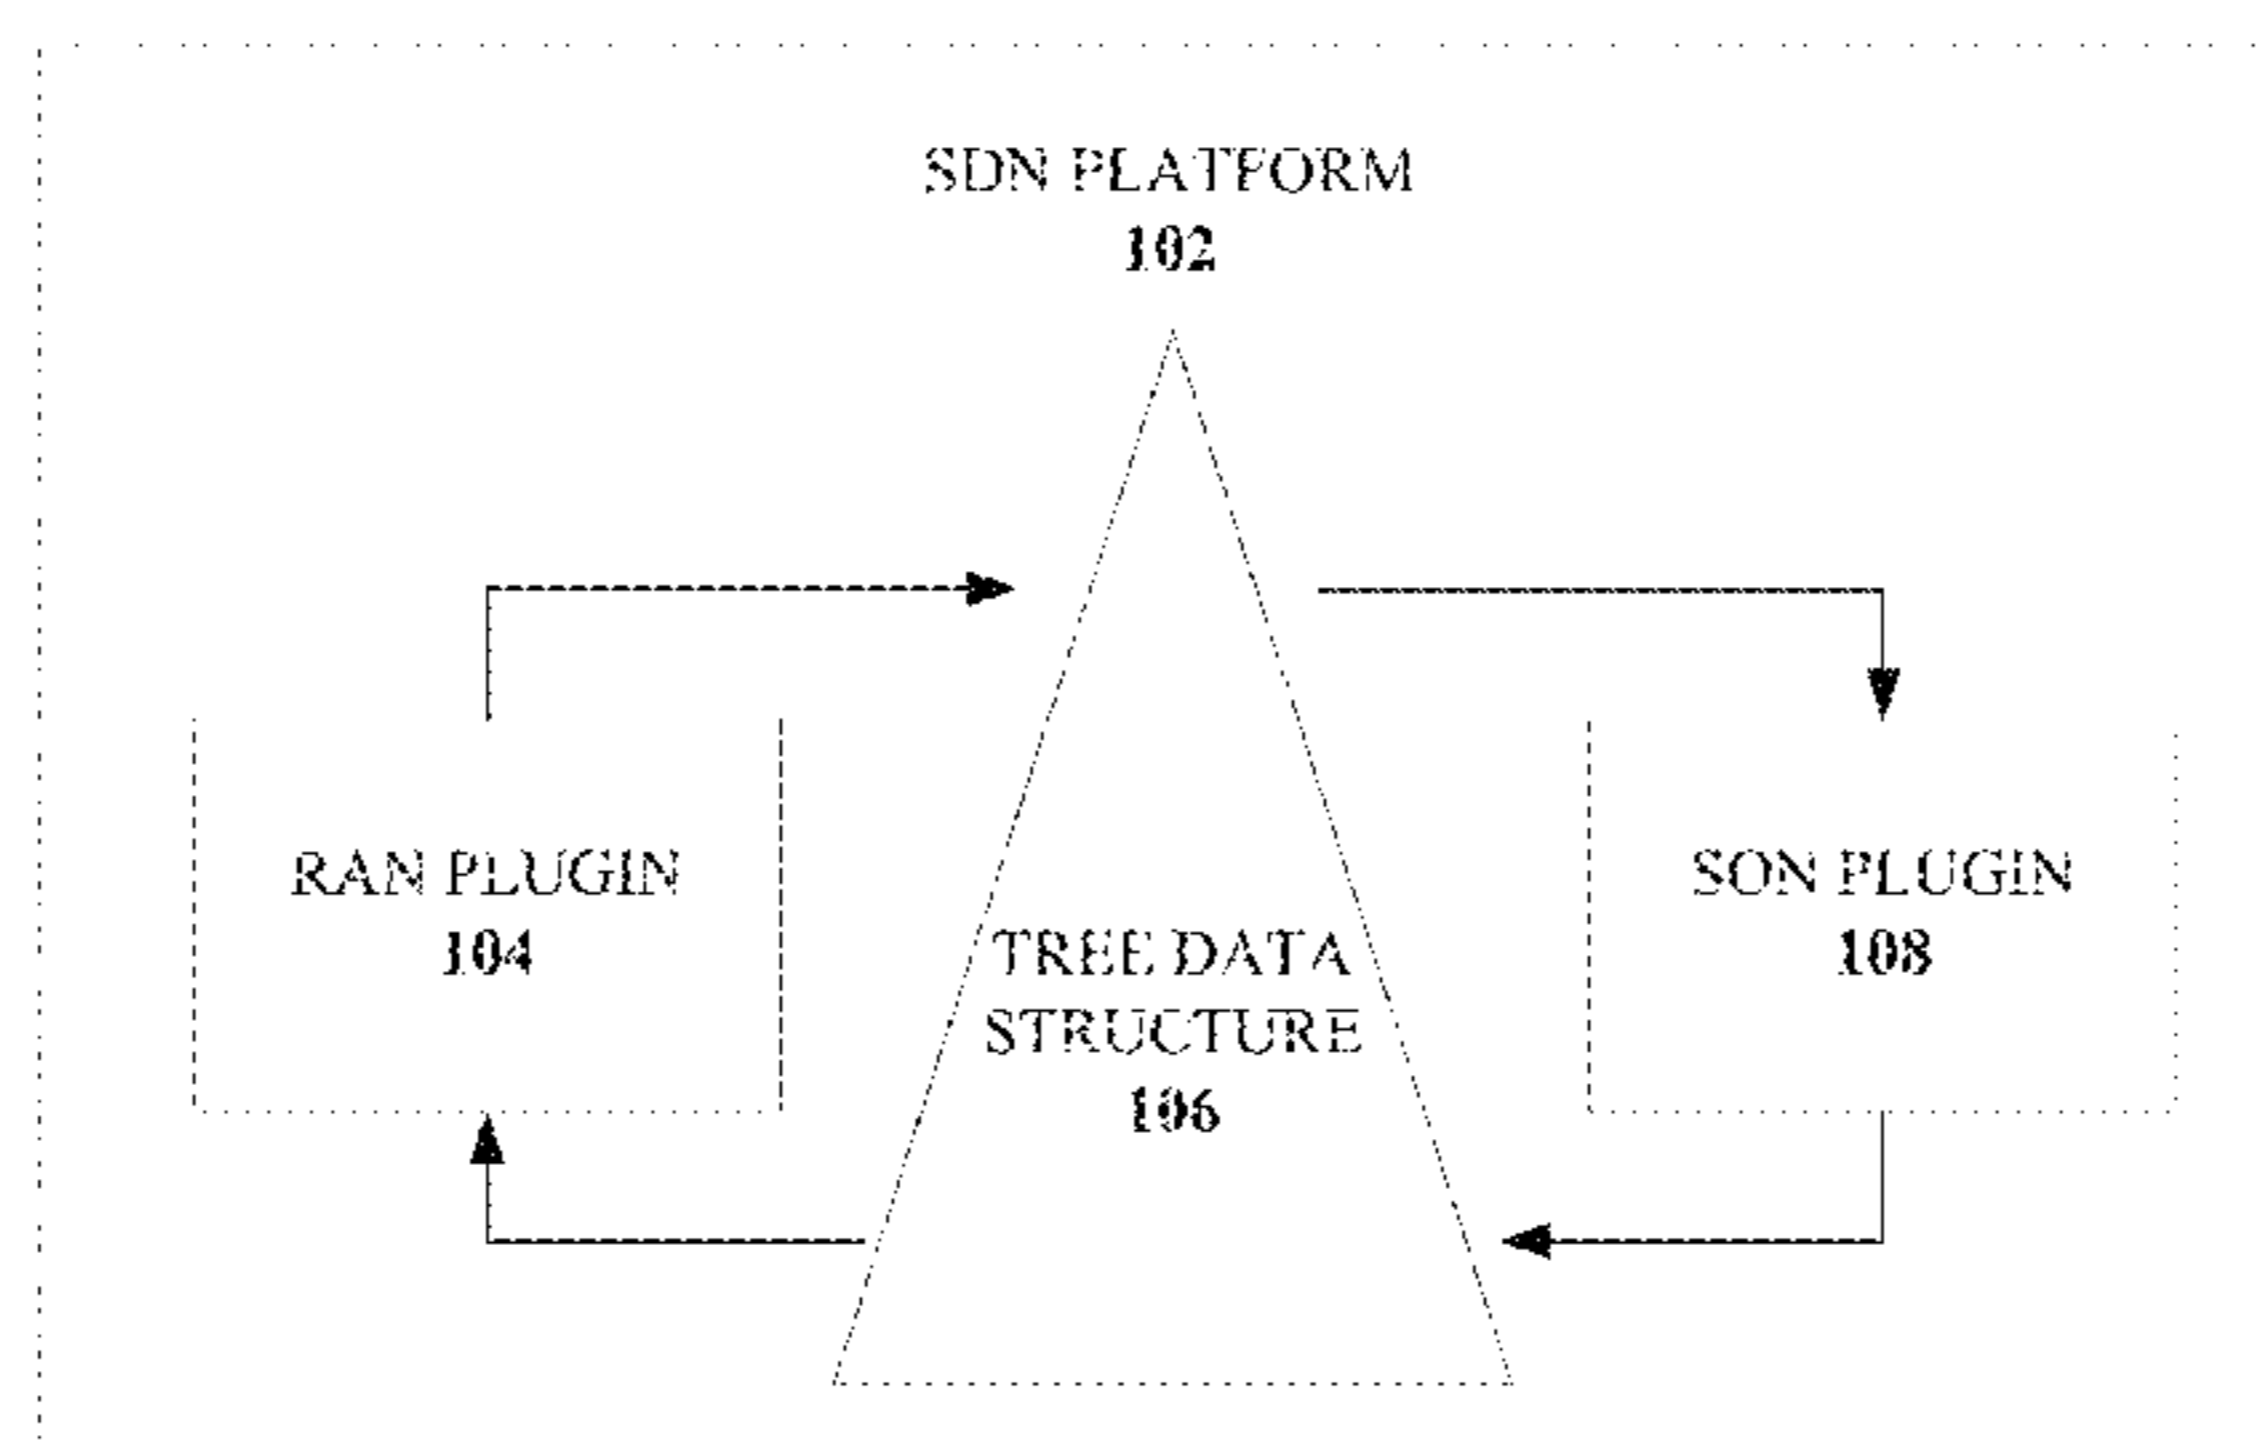 SDN PLATFORM
102
RAN PLUGIN
104
TREE DATA
STRUCTURE
106
SON PLUGIN
108